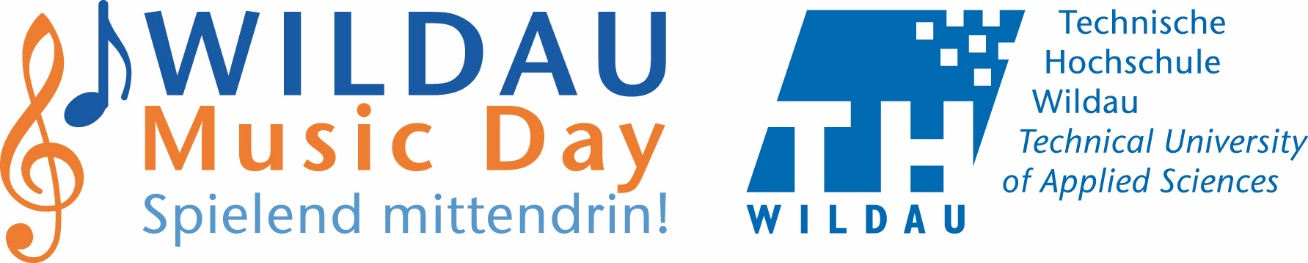 WILDAU
Music Day
Spielend mittendrin!
TH
WILDAU
Technische
Hochschule
Wildau
Technical University
of Applied Sciences